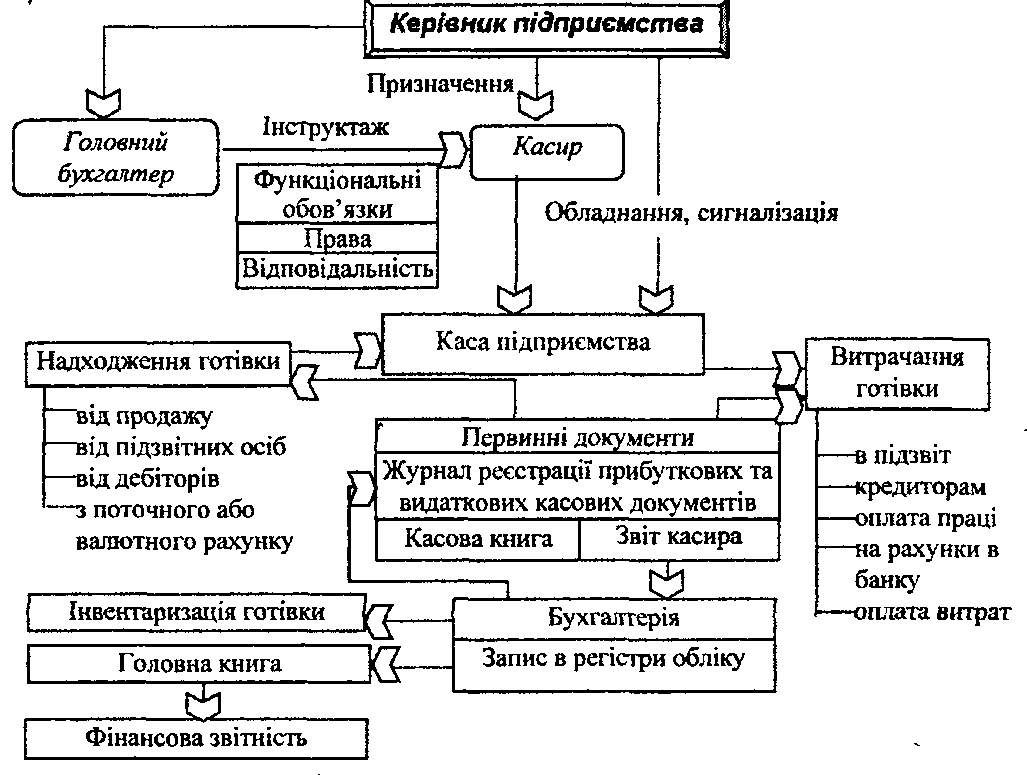 Керівник підприємства
Призначення
Головний
бухгалтер
Інструктаж
Касир
Функціональні
обов’язки
Права
Відповідальність
Обладнання, сигналізація
Каса підприємства
Надходження готівки
від продажу
від підзвітних осіб
від дебіторів
з поточного або
валютного рахунку
Витрачання
готівки
в підзвіт
кредиторам
оплата праці
на рахунки в
банку
оплата витрат
Первинні документи
Журнал реєстрації прибуткових та
видаткових касових документів
Касова книга
Звіт касира
Інвентаризація готівки
Бухгалтерія
Запис в регістри обліку
Головна книга
Фінансова звітність